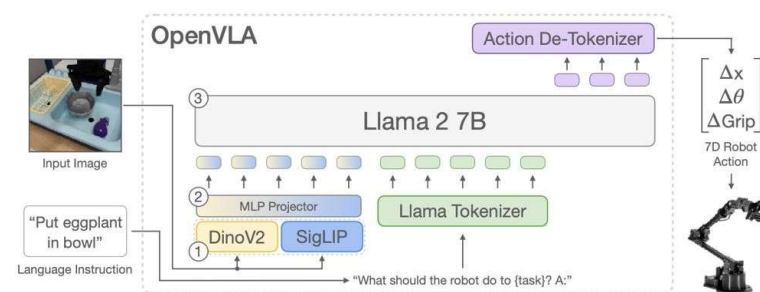 OpenVLA
Action De-Tokenizer
3
Llama 2 7B
Δx
Δθ
ΔGrip
7D Robot
Action
Input Image
2
MLP Projector
Llama Tokenizer
1
DinoV2
SigLIP
“Put eggplant
in bowl”
Language Instruction
“What should the robot do to {task}? A:”